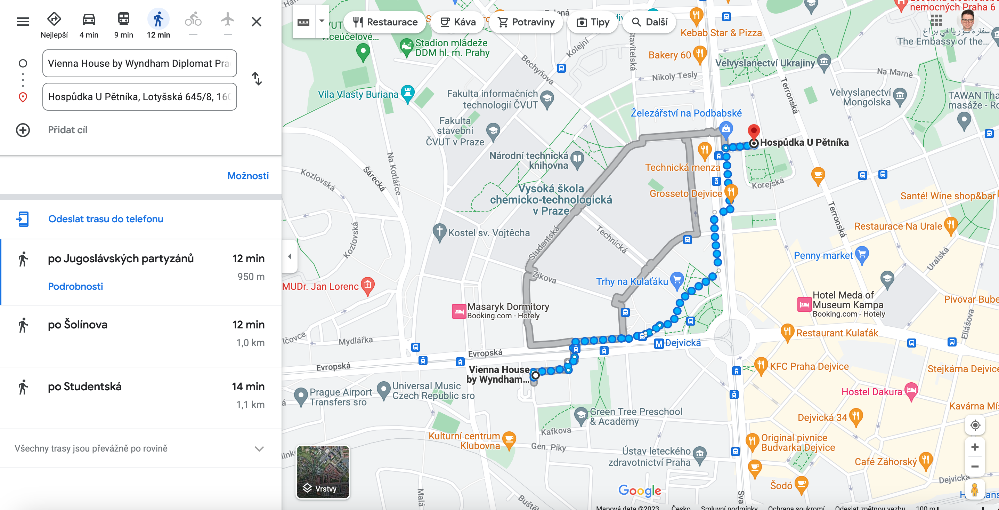 Nejlepší
4 min
9 min
12 min
Vienna House by Wyndham Diplomat Pra
Hospůdka U Pětníka, Lotyšská 645/8, 160
Přidat cíl
Možnosti
Odeslat trasu do telefonu
po Jugoslávských partyzánů
12 min
950 m
Podrobnosti
po Šolínova
12 min
1,0 km
po Studentská
14 min
1,1 km
Všechny trasy jsou převážně po rovině
Restaurace
Káva
Potraviny
Tipy
Další
nemocných Praha 6
Stadion mládeže
DDM hl. m. Prahy
Kolejní
Kebab Star & Pizza
سفارة سوريا في براغ
The Embassy of the...
Bakery 60
Bechyňova
Velvyslanectví Ukrajiny
Nikoly Tesly
Na Marně
Terronská
Vila Vlasty Buriana
Fakulta informačních
technologií ČVUT
Velvyslanectví
Mongolska
TAWAN Tha
masáže - Ro
Železářství na Podbabské
Fakulta
stavební
ČVUT v Praze
Hospůdka U Pětníka
Národní technická
knihovna
Na Kotlářce
Šárecká
Kozlovská
Technická menza
Korejská
Vysoká škola
chemicko-technologická
v Praze
Grosseto Dejvice
Santé! Wine shop&bar
Terronská
Restaurace Na Urale
Kozlovská
Kostel sv. Vojtěcha
Studentská
Technická
Penny market
Uralská
Zikova
Trhy na Kulaťáku
MUDr. Jan Lorenc
Masaryk Dormitory
Booking.com - Hotely
Hotel Meda of
Museum Kampa
Booking.com - Hotely
Pivovar Bube
Eliášova
Restaurant Kulaťák
lčovce
Mydlářka
M Dejvická
Evropská
Evropská
KFC Praha Dejvice
Stejkárna Dejvice
Vienna House
by Wyndham...
Prague Airport
Transfers sro
Universal Music
Czech Republic sro
Hostel Dakura
Kavárna Mís
Green Tree Preschool
& Academy
Dejvická 34
Kafkova
Kulturní centrum
Klubovna
Gen. Píky
Original pivnice
Budvarka Dejvice
Ústav leteckého
zdravotnictví Praha
Café Záhorský
Dejvická
Vrstvy
Google
Šodó
Malá
Buštěh
Sva
Mapová data ©2023
Česko
Smluvní podmínky
Ochrana soukromí
Odeslat zpětnou vazbu
100 m